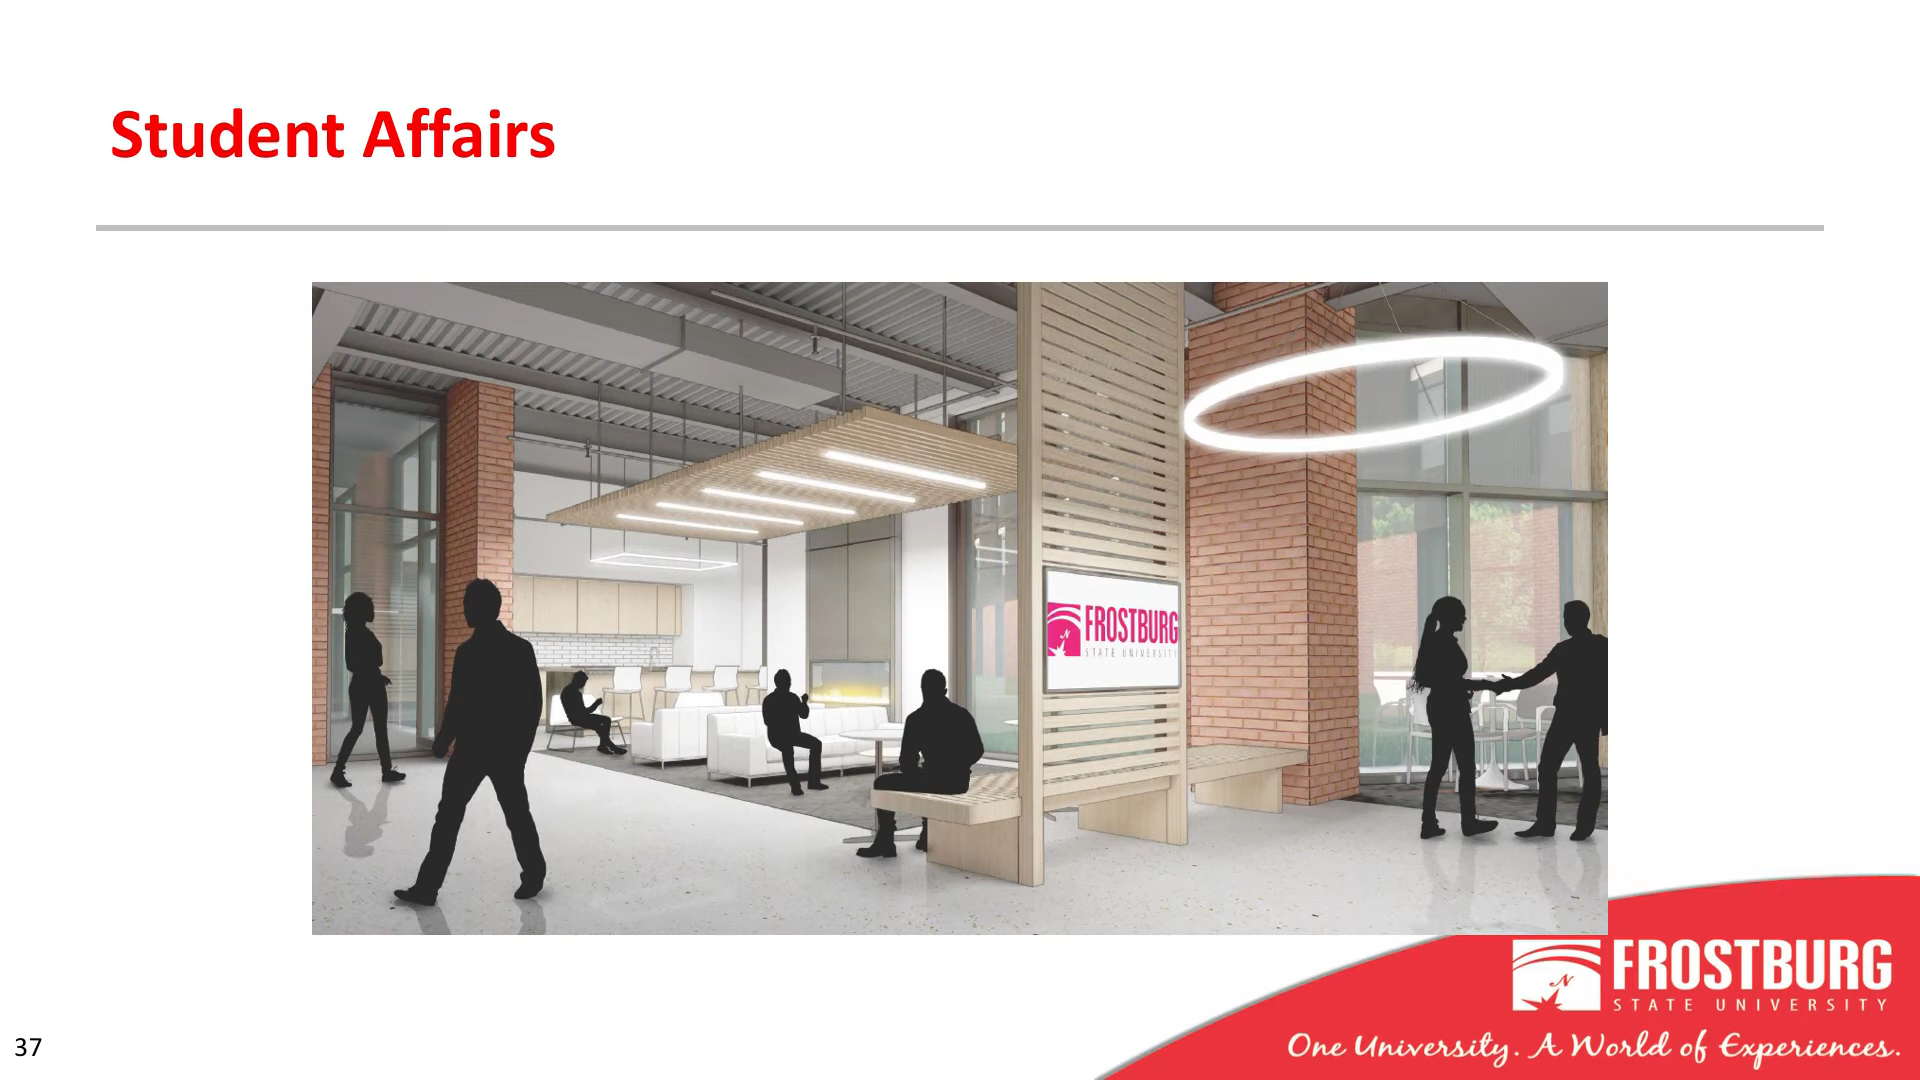 Student Affairs
FROSTBURG
STATE UNIVERSITY
FROSTBURG
STATE UNIVERSITY
One University. A World of Experiences.
37